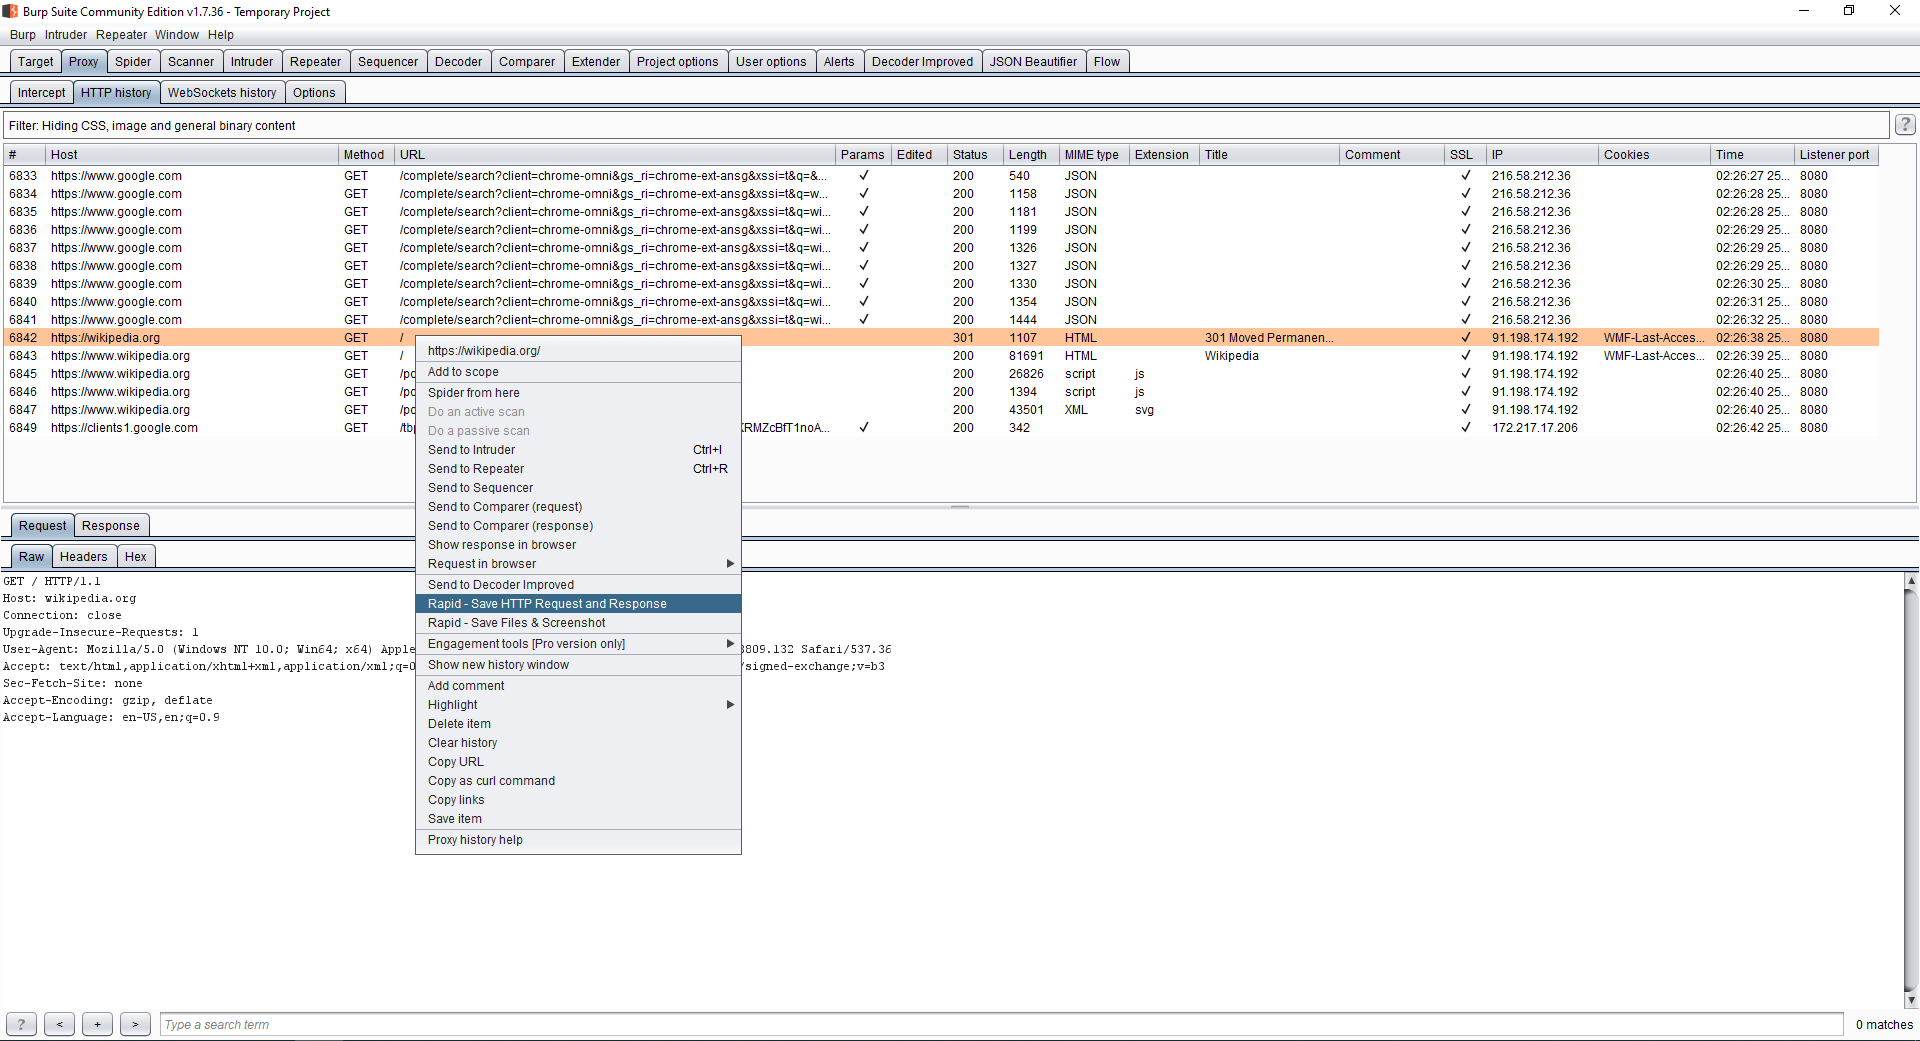 Burp Suite Community Edition v1.7.36 - Temporary Project
Burp Intruder Repeater Window Help
Target Proxy Spider Scanner Intruder Repeater Sequencer Decoder Comparer Extender Project options User options Alerts Decoder Improved JSON Beautifier Flow
Intercept HTTP history WebSockets history Options
Filter: Hiding CSS, image and general binary content ?
# Host Method URL Params Edited Status Length MIME type Extension Title Comment SSL IP Cookies Time Listener port
6833 https://www.google.com GET /complete/search?client=chrome-omni&gs_ri=chrome-ext-ansg&xssi=t&q=&... ✓ 200 540 JSON ✓ 216.58.212.36 02:26:27 25... 8080
6834 https://www.google.com GET /complete/search?client=chrome-omni&gs_ri=chrome-ext-ansg&xssi=t&q=w... ✓ 200 1158 JSON ✓ 216.58.212.36 02:26:28 25... 8080
6835 https://www.google.com GET /complete/search?client=chrome-omni&gs_ri=chrome-ext-ansg&xssi=t&q=wi... ✓ 200 1181 JSON ✓ 216.58.212.36 02:26:28 25... 8080
6836 https://www.google.com GET /complete/search?client=chrome-omni&gs_ri=chrome-ext-ansg&xssi=t&q=wi... ✓ 200 1199 JSON ✓ 216.58.212.36 02:26:29 25... 8080
6837 https://www.google.com GET /complete/search?client=chrome-omni&gs_ri=chrome-ext-ansg&xssi=t&q=wi... ✓ 200 1326 JSON ✓ 216.58.212.36 02:26:29 25... 8080
6838 https://www.google.com GET /complete/search?client=chrome-omni&gs_ri=chrome-ext-ansg&xssi=t&q=wi... ✓ 200 1327 JSON ✓ 216.58.212.36 02:26:29 25... 8080
6839 https://www.google.com GET /complete/search?client=chrome-omni&gs_ri=chrome-ext-ansg&xssi=t&q=wi... ✓ 200 1330 JSON ✓ 216.58.212.36 02:26:30 25... 8080
6840 https://www.google.com GET /complete/search?client=chrome-omni&gs_ri=chrome-ext-ansg&xssi=t&q=wi... ✓ 200 1354 JSON ✓ 216.58.212.36 02:26:31 25... 8080
6841 https://www.google.com GET /complete/search?client=chrome-omni&gs_ri=chrome-ext-ansg&xssi=t&q=wi... ✓ 200 1444 JSON ✓ 216.58.212.36 02:26:32 25... 8080
6842 https://wikipedia.org GET / 301 1107 HTML 301 Moved Permanen... ✓ 91.198.174.192 WMF-Last-Acces... 02:26:38 25... 8080
6843 https://www.wikipedia.org GET / 200 81691 HTML Wikipedia ✓ 91.198.174.192 WMF-Last-Acces... 02:26:39 25... 8080
6845 https://www.wikipedia.org GET /po 200 26826 script js ✓ 91.198.174.192 02:26:40 25... 8080
6846 https://www.wikipedia.org GET /po 200 1394 script js ✓ 91.198.174.192 02:26:40 25... 8080
6847 https://www.wikipedia.org GET /po 200 43501 XML svg ✓ 91.198.174.192 02:26:40 25... 8080
6849 https://clients1.google.com GET /tb KRMZcBfT1noA... ✓ 200 342 ✓ 172.217.17.206 02:26:42 25... 8080
https://wikipedia.org/
Add to scope
Spider from here
Do an active scan
Do a passive scan
Send to Intruder Ctrl+I
Send to Repeater Ctrl+R
Send to Sequencer
Send to Comparer (request)
Send to Comparer (response)
Show response in browser
Request in browser
Send to Decoder Improved
Rapid - Save HTTP Request and Response
Rapid - Save Files & Screenshot
Engagement tools [Pro version only]
Show new history window
Add comment
Highlight
Delete item
Clear history
Copy URL
Copy as curl command
Copy links
Save item
Proxy history help
Request Response
Raw Headers Hex
GET / HTTP/1.1
Host: wikipedia.org
Connection: close
Upgrade-Insecure-Requests: 1
User-Agent: Mozilla/5.0 (Windows NT 10.0; Win64; x64) Apple 3809.132 Safari/537.36
Accept: text/html,application/xhtml+xml,application/xml;q=0 /signed-exchange;v=b3
Sec-Fetch-Site: none
Accept-Encoding: gzip, deflate
Accept-Language: en-US,en;q=0.9
? < + > Type a search term 0 matches